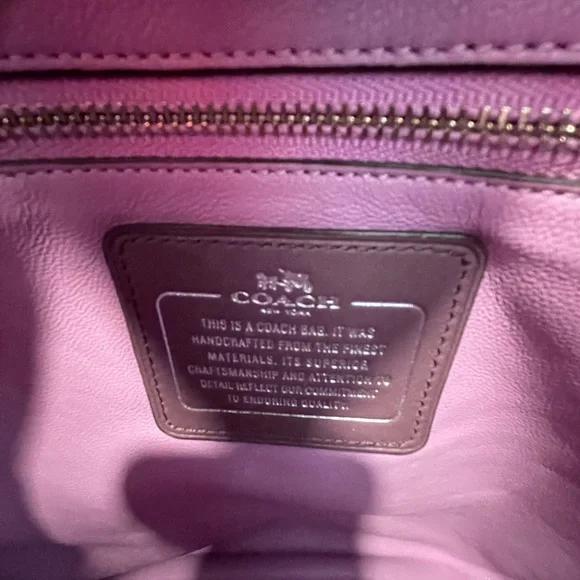 COACH
NEW YORK
THIS IS A COACH BAG. IT WAS
HANDCRAFTED FROM THE FINEST
MATERIALS. ITS SUPERIOR
CRAFTSMANSHIP AND ATTENTION TO
DETAIL REFLECT OUR COMMITMENT
TO ENDURING QUALITY.